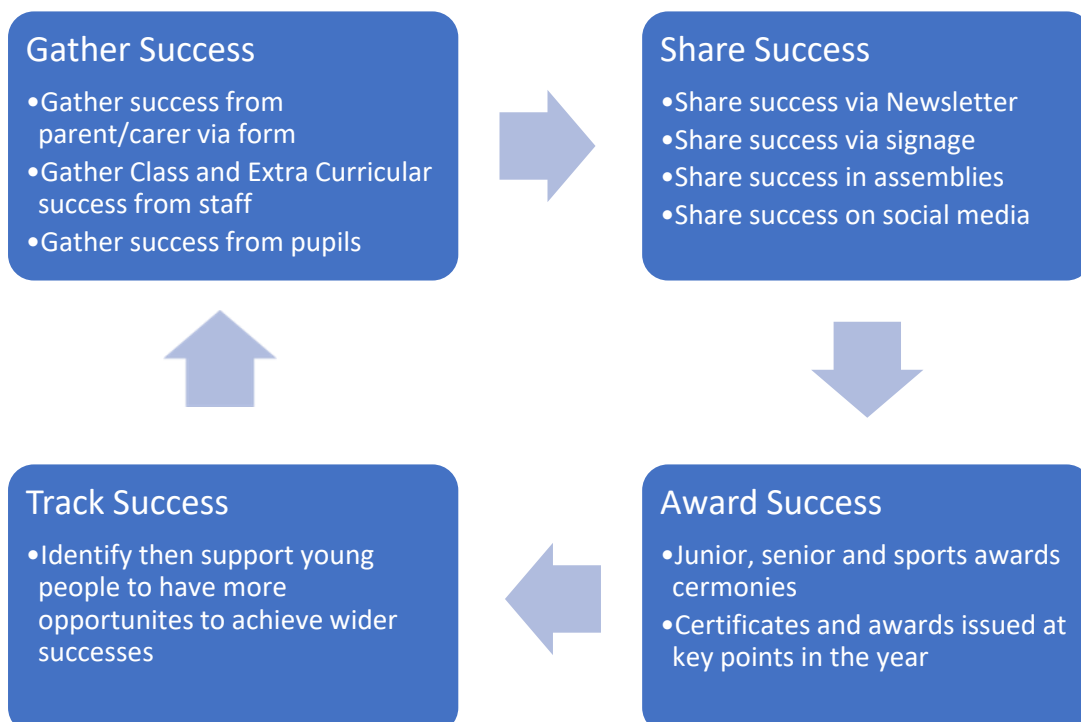 Gather Success
•Gather success from
parent/carer via form
•Gather Class and Extra Curricular
success from staff
•Gather success from pupils
Share Success
•Share success via Newsletter
•Share success via signage
•Share success in assemblies
•Share success on social media
Track Success
•Identify then support young
people to have more
opportunites to achieve wider
successes
Award Success
•Junior, senior and sports awards
cermonies
•Certificates and awards issued at
key points in the year